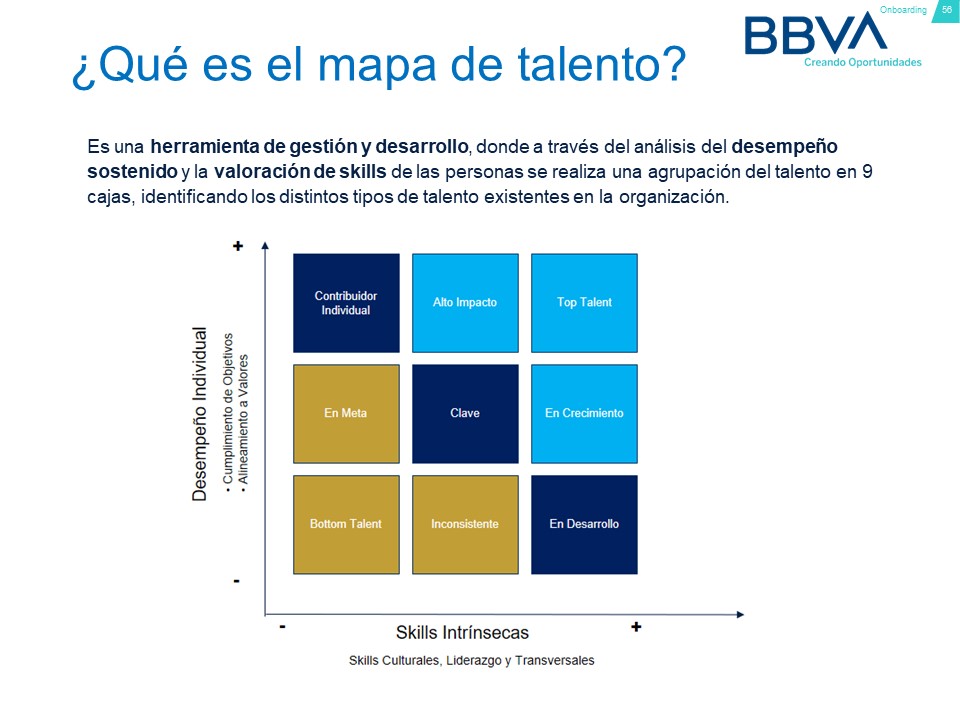 Onboarding 56
BBVA
Creando Oportunidades
¿Qué es el mapa de talento?
Es una herramienta de gestión y desarrollo, donde a través del análisis del desempeño
sostenido y la valoración de skills de las personas se realiza una agrupación del talento en 9
cajas, identificando los distintos tipos de talento existentes en la organización.
+
Desempeño Individual
• Cumplimiento de Objetivos
• Alineamiento a Valores
Contribuidor
Individual
Alto Impacto
Top Talent
En Meta
Clave
En Crecimiento
Bottom Talent
Inconsistente
En Desarrollo
-
- +
Skills Intrínsecas
Skills Culturales, Liderazgo y Transversales